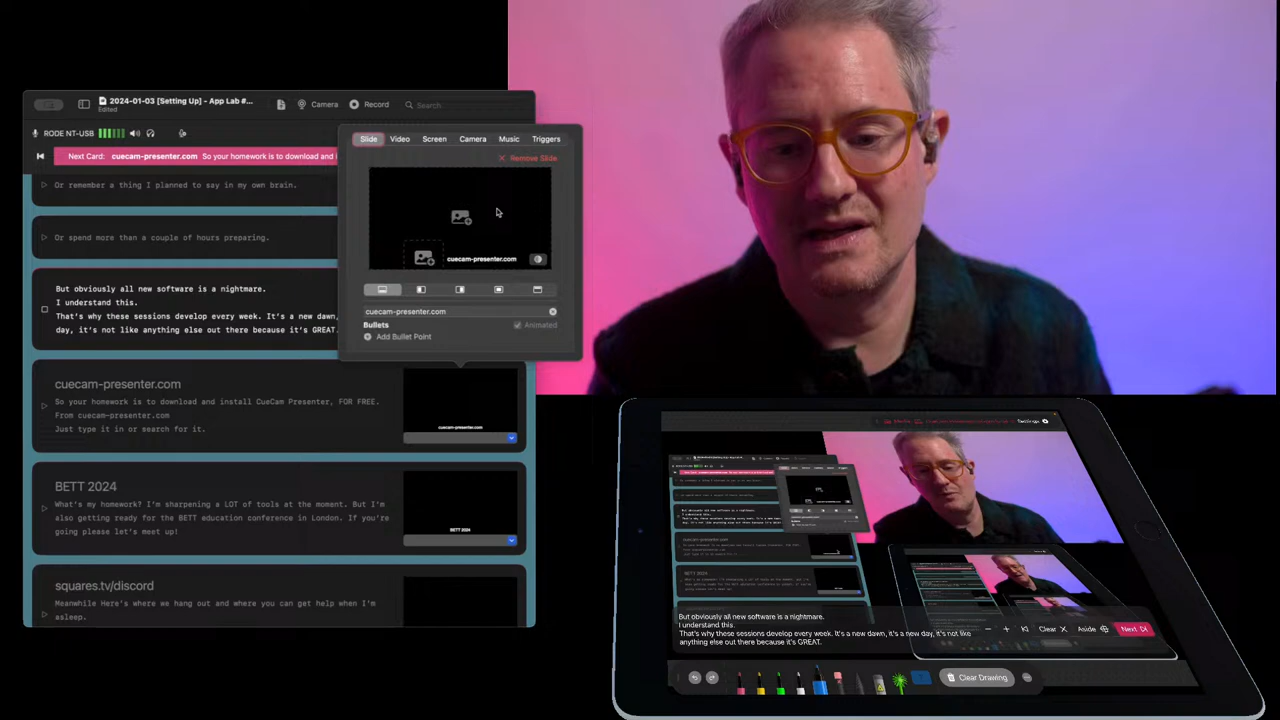 2024-01-03 [Setting Up] - App Lab #...
Edited
Camera
Record
Search
RODE NT-USB
Next Card: cuecam-presenter.com So your homework is to download and i
Or remember a thing I planned to say in my own brain.
Or spend more than a couple of hours preparing.
But obviously all new software is a nightmare.
I understand this.
That's why these sessions develop every week. It's a new dawn,
day, it's not like anything else out there because it's GREAT.
Slide Video Screen Camera Music Triggers
Remove Slide
cuecam-presenter.com
cuecam-presenter.com
Bullets
Animated
Add Bullet Point
cuecam-presenter.com
So your homework is to download and install CueCam Presenter, FOR FREE.
From cuecam-presenter.com
Just type it in or search for it.
cuecam-presenter.com
BETT 2024
What's my homework? I'm sharpening a LOT of tools at the moment. But I'm
also getting ready for the BETT education conference in London. If you're
going please let's meet up!
BETT 2024
squares.tv/discord
Meanwhile Here's where we hang out and where you can get help when I'm
asleep.
But obviously all new software is a nightmare.
I understand this.
That's why these sessions develop every week. It's a new dawn, it's a new day, it's not like
anything else out there because it's GREAT.
Clear
Aside
Next
Clear Drawing